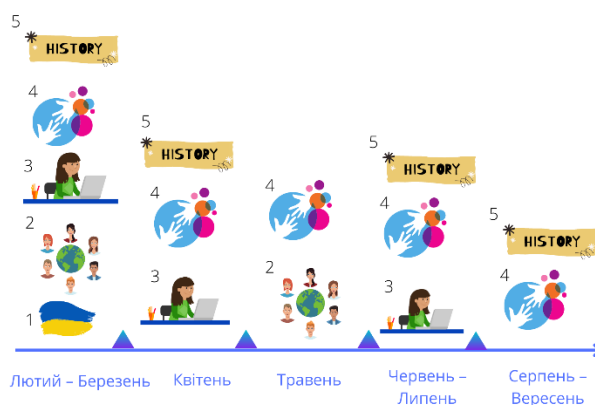 5
HISTORY
4
3
2
1
5
HISTORY
4
3
4
2
5
HISTORY
4
3
5
HISTORY
4
Лютий – Березень
Квітень
Травень
Червень –
Липень
Серпень –
Вересень